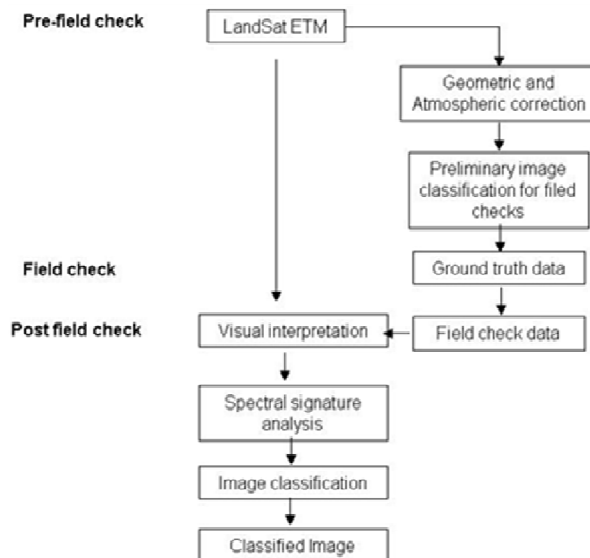 Pre-field check
LandSat ETM
Geometric and
Atmospheric correction
Preliminary image
classification for filed
checks
Field check
Ground truth data
Post field check
Visual interpretation
Field check data
Spectral signature
analysis
Image classification
Classified Image